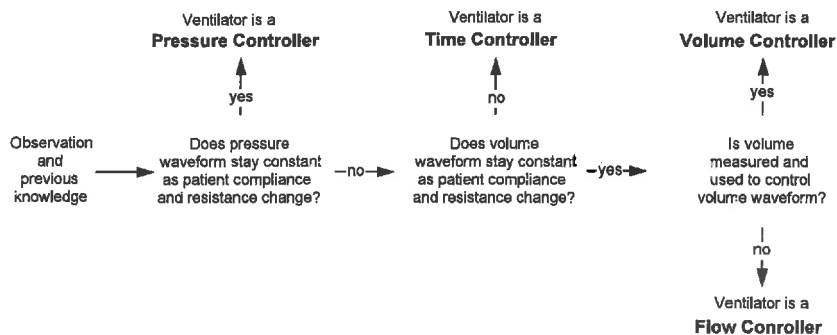 Ventilator is a
Pressure Controller
Ventilator is a
Time Controller
Ventilator is a
Volume Controller
yes
no
yes
Observation
and
previous
knowledge
Does pressure
waveform stay constant
as patient compliance
and resistance change?
no
Does volume
waveform stay constant
as patient compliance
and resistance change?
yes
Is volume
measured and
used to control
volume waveform?
no
Ventilator is a
Flow Conroller